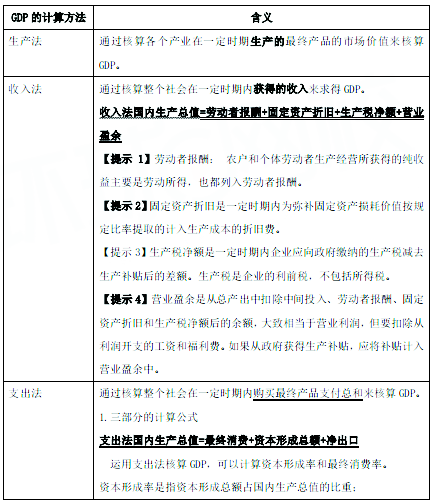 GDP 的计算方法 含义
生产法 通过核算各个产业在一定时期生产的最终产品的市场价值来核算
GDP。
收入法 通过核算整个社会在一定时期内获得的收入来求得 GDP。
收入法国内生产总值=劳动者报酬+固定资产折旧+生产税净额+营业
盈余
【提示 1】劳动者报酬： 农户和个体劳动者生产经营所获得的纯收
益主要是劳动所得，也都列入劳动者报酬。
【提示 2】固定资产折旧是一定时期内为弥补固定资产损耗价值按规
定比率提取的计入生产成本的折旧费。
【提示 3】生产税净额是一定时期内企业应向政府缴纳的生产税减去
生产补贴后的差额。生产税是企业的利前税，不包括所得税。
【提示 4】营业盈余是从总产出中扣除中间投入、劳动者报酬、固定
资产折旧和生产税净额后的余额，大致相当于营业利润，但要扣除从
利润开支的工资和福利费。如果从政府获得生产补贴，应将补贴计入
营业盈余中。
支出法 通过核算整个社会在一定时期内购买最终产品支付总和来核算 GDP。
1.三部分的计算公式
支出法国内生产总值=最终消费+资本形成总额+净出口
运用支出法核算 GDP，可以计算资本形成率和最终消费率。
资本形成率是指资本形成总额占国内生产总值的比重；